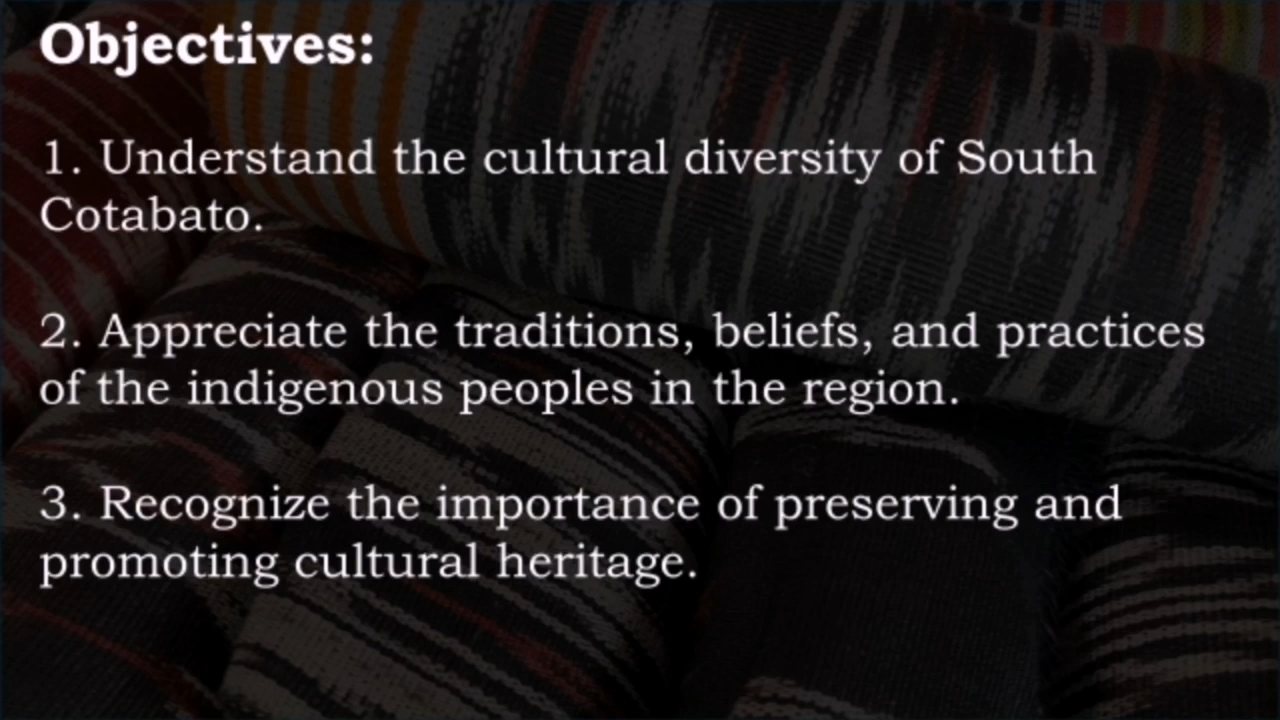 Objectives:
1. Understand the cultural diversity of South
Cotabato.
2. Appreciate the traditions, beliefs, and practices
of the indigenous peoples in the region.
3. Recognize the importance of preserving and
promoting cultural heritage.